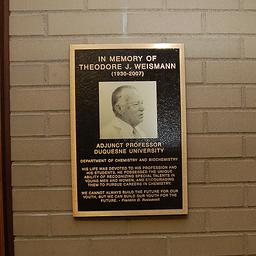 IN MEMORY OF
THEODORE J. WEISMANN
(1930-2007)
ADJUNCT PROFESSOR
DUQUESNE UNIVERSITY
DEPARTMENT OF CHEMISTRY AND BIOCHEMISTRY
HIS LIFE WAS DEVOTED TO HIS PROFESSION AND
HIS STUDENTS. HE POSSESSED THE UNIQUE
ABILITY OF RECOGNIZING SPECIAL TALENTS IN
YOUNG MEN AND WOMEN, AND ENCOURAGING
THEM TO PURSUE CAREERS IN CHEMISTRY.
WE CANNOT ALWAYS BUILD THE FUTURE FOR OUR
YOUTH, BUT WE CAN BUILD OUR YOUTH FOR THE
FUTURE. - Franklin D. Roosevelt